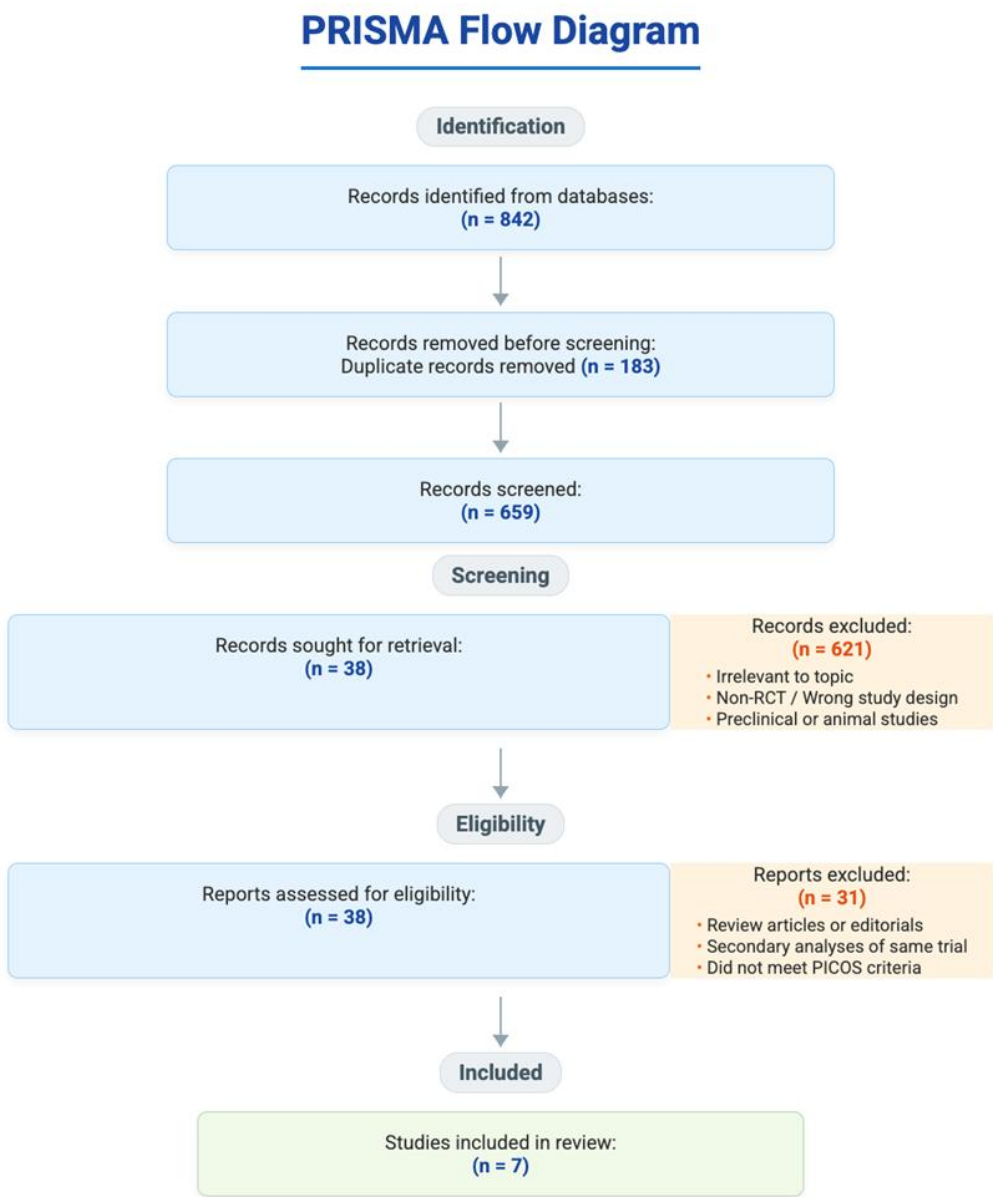 PRISMA Flow Diagram
Identification
Records identified from databases:
(n = 842)
Records removed before screening:
Duplicate records removed (n = 183)
Records screened:
(n = 659)
Screening
Records sought for retrieval:
(n = 38)
Records excluded:
(n = 621)
• Irrelevant to topic
• Non-RCT / Wrong study design
• Preclinical or animal studies
Eligibility
Reports assessed for eligibility:
(n = 38)
Reports excluded:
(n = 31)
• Review articles or editorials
• Secondary analyses of same trial
• Did not meet PICOS criteria
Included
Studies included in review:
(n = 7)